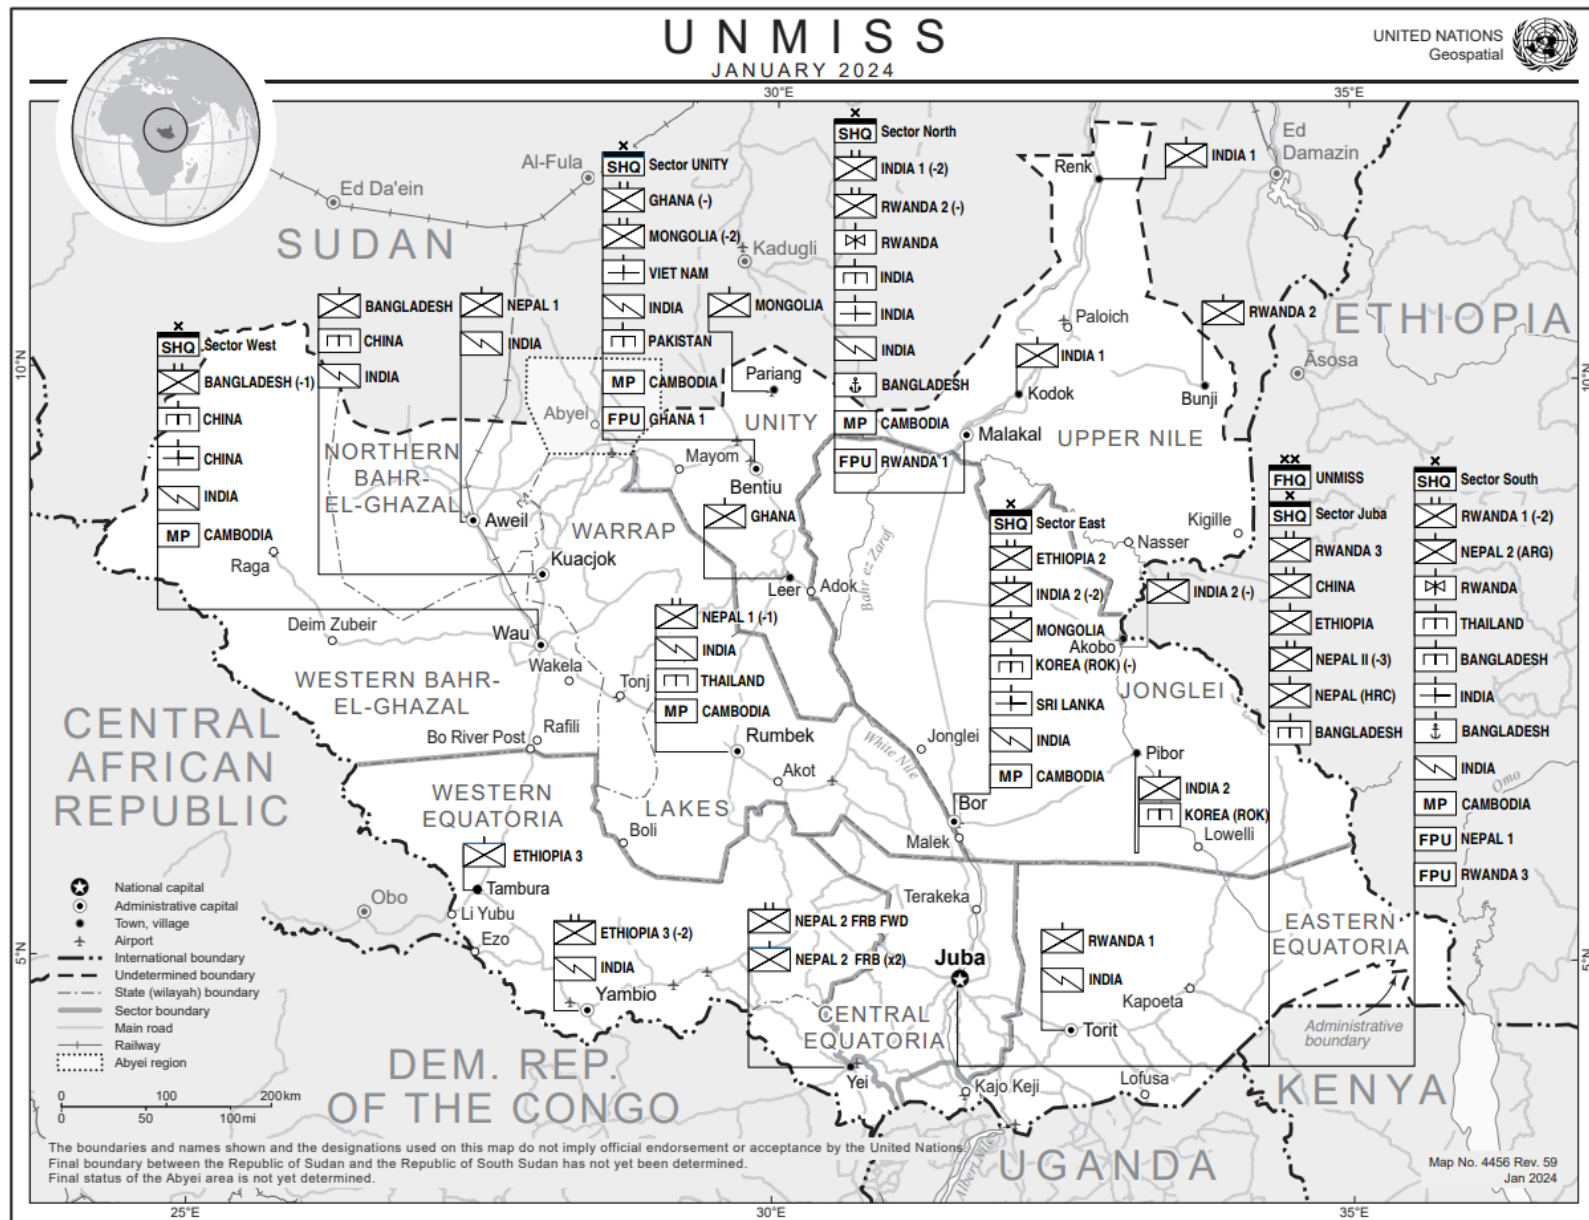 UNMISS
JANUARY 2024
UNITED NATIONS
Geospatial
30°E
35°E
SHQ Sector North
INDIA 1 (-2)
RWANDA 2 (-)
RWANDA
INDIA
INDIA
INDIA
BANGLADESH
MP CAMBODIA
FPU RWANDA 1
SHQ Sector UNITY
GHANA (-)
MONGOLIA (-2)
VIET NAM
INDIA
PAKISTAN
MP CAMBODIA
FPU GHANA 1
Al-Fula
Ed Da'ein
SUDAN
Kadugli
MONGOLIA
Renk
INDIA 1
Ed
Damazin
ETHIOPIA
RWANDA 2
Paloich
INDIA 1
Āsosa
Kodok
Bunji
BANGLADESH
CHINA
INDIA
NEPAL 1
INDIA
SHQ Sector West
BANGLADESH (-1)
CHINA
CHINA
INDIA
MP CAMBODIA
10°N
10°N
Pariang
Abyei
UNITY
Malakal
UPPER NILE
NORTHERN
BAHR-
EL-GHAZAL
Mayom
Bentiu
GHANA
Aweil
WARRAP
Kuacjok
Raga
Leer
Adok
Bahr ez Zaraf
Kigille
Nasser
INDIA 2 (-)
Akobo
SHQ Sector East
ETHIOPIA 2
INDIA 2 (-2)
MONGOLIA
KOREA (ROK) (-)
SRI LANKA
INDIA
MP CAMBODIA
FHQ UNMISS
SHQ Sector Juba
RWANDA 3
CHINA
ETHIOPIA
NEPAL II (-3)
NEPAL (HRC)
BANGLADESH
SHQ Sector South
RWANDA 1 (-2)
NEPAL 2 (ARG)
RWANDA
THAILAND
BANGLADESH
INDIA
BANGLADESH
INDIA
MP CAMBODIA
FPU NEPAL 1
FPU RWANDA 3
Deim Zubeir
Wau
Wakela
NEPAL 1 (-1)
INDIA
THAILAND
MP CAMBODIA
Tonj
WESTERN BAHR-
EL-GHAZAL
Rafili
Bo River Post
Rumbek
JONGLEI
Jonglei
White Nile
Akot
Pibor
INDIA 2
KOREA (ROK)
Lowelli
Omo
CENTRAL
AFRICAN
REPUBLIC
WESTERN
EQUATORIA
LAKES
Boli
Bor
Malek
ETHIOPIA 3
Tambura
Li Yubu
Ezo
Obo
ETHIOPIA 3 (-2)
INDIA
Yambio
NEPAL 2 FRB FWD
NEPAL 2 FRB (x2)
Terakeka
Juba
RWANDA 1
INDIA
Torit
Kapoeta
EASTERN
EQUATORIA
CENTRAL
EQUATORIA
Administrative
boundary
Yei
Kajo Keji
Lofusa
5°N
5°N
National capital
Administrative capital
Town, village
Airport
International boundary
Undetermined boundary
State (wilayah) boundary
Sector boundary
Main road
Railway
Abyei region
0 100 200 km
0 50 100 mi
DEM. REP.
OF THE CONGO
KENYA
UGANDA
Albert Nile
The boundaries and names shown and the designations used on this map do not imply official endorsement or acceptance by the United Nations.
Final boundary between the Republic of Sudan and the Republic of South Sudan has not yet been determined.
Final status of the Abyei area is not yet determined.
Map No. 4456 Rev. 59
Jan 2024
25°E
30°E
35°E